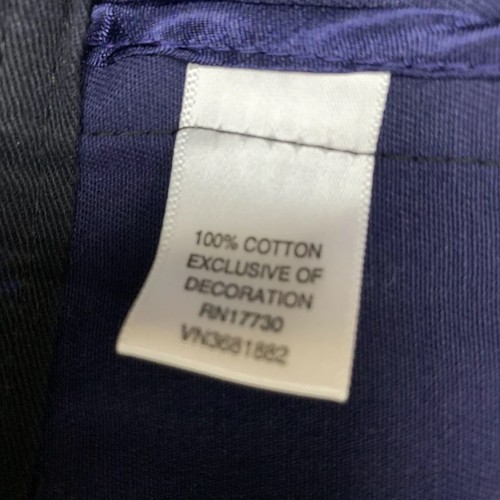 100% COTTON
EXCLUSIVE OF
DECORATION
RN17730
VN3681882